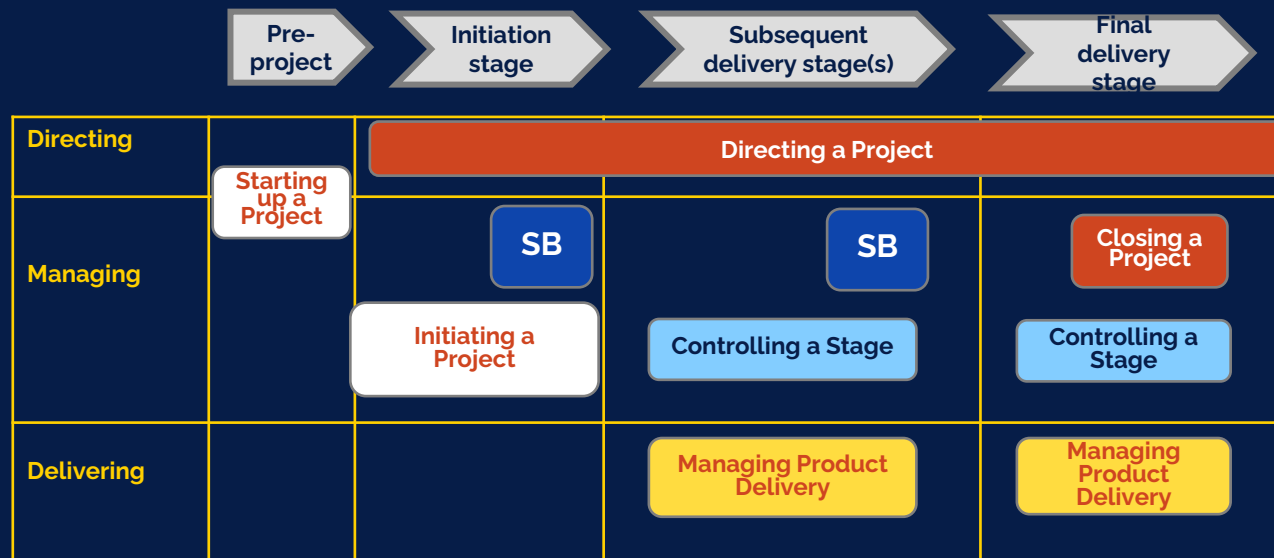 Pre-
project
Initiation
stage
Subsequent
delivery stage(s)
Final
delivery
stage
Directing
Directing a Project
Starting
up a
Project
Managing
SB
SB
Closing a
Project
Initiating a
Project
Controlling a Stage
Controlling a
Stage
Delivering
Managing Product
Delivery
Managing
Product
Delivery